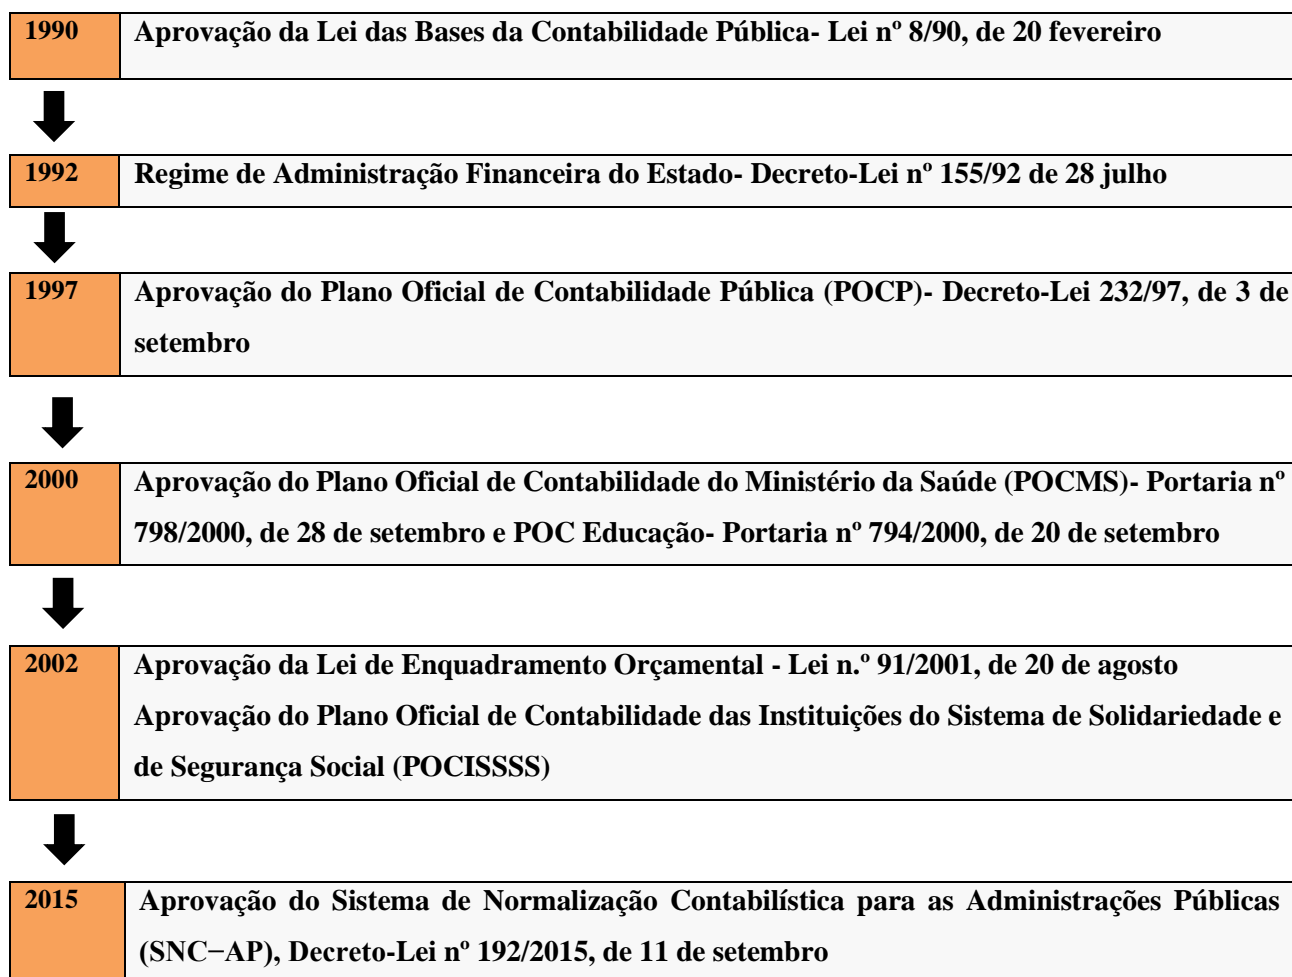 1990 Aprovação da Lei das Bases da Contabilidade Pública- Lei nº 8/90, de 20 fevereiro
1992 Regime de Administração Financeira do Estado- Decreto-Lei nº 155/92 de 28 julho
1997 Aprovação do Plano Oficial de Contabilidade Pública (POCP)- Decreto-Lei 232/97, de 3 de
setembro
2000 Aprovação do Plano Oficial de Contabilidade do Ministério da Saúde (POCMS)- Portaria nº
798/2000, de 28 de setembro e POC Educação- Portaria nº 794/2000, de 20 de setembro
2002 Aprovação da Lei de Enquadramento Orçamental - Lei n.º 91/2001, de 20 de agosto
Aprovação do Plano Oficial de Contabilidade das Instituições do Sistema de Solidariedade e
de Segurança Social (POCISSSS)
2015 Aprovação do Sistema de Normalização Contabilística para as Administrações Públicas
(SNC−AP), Decreto-Lei nº 192/2015, de 11 de setembro